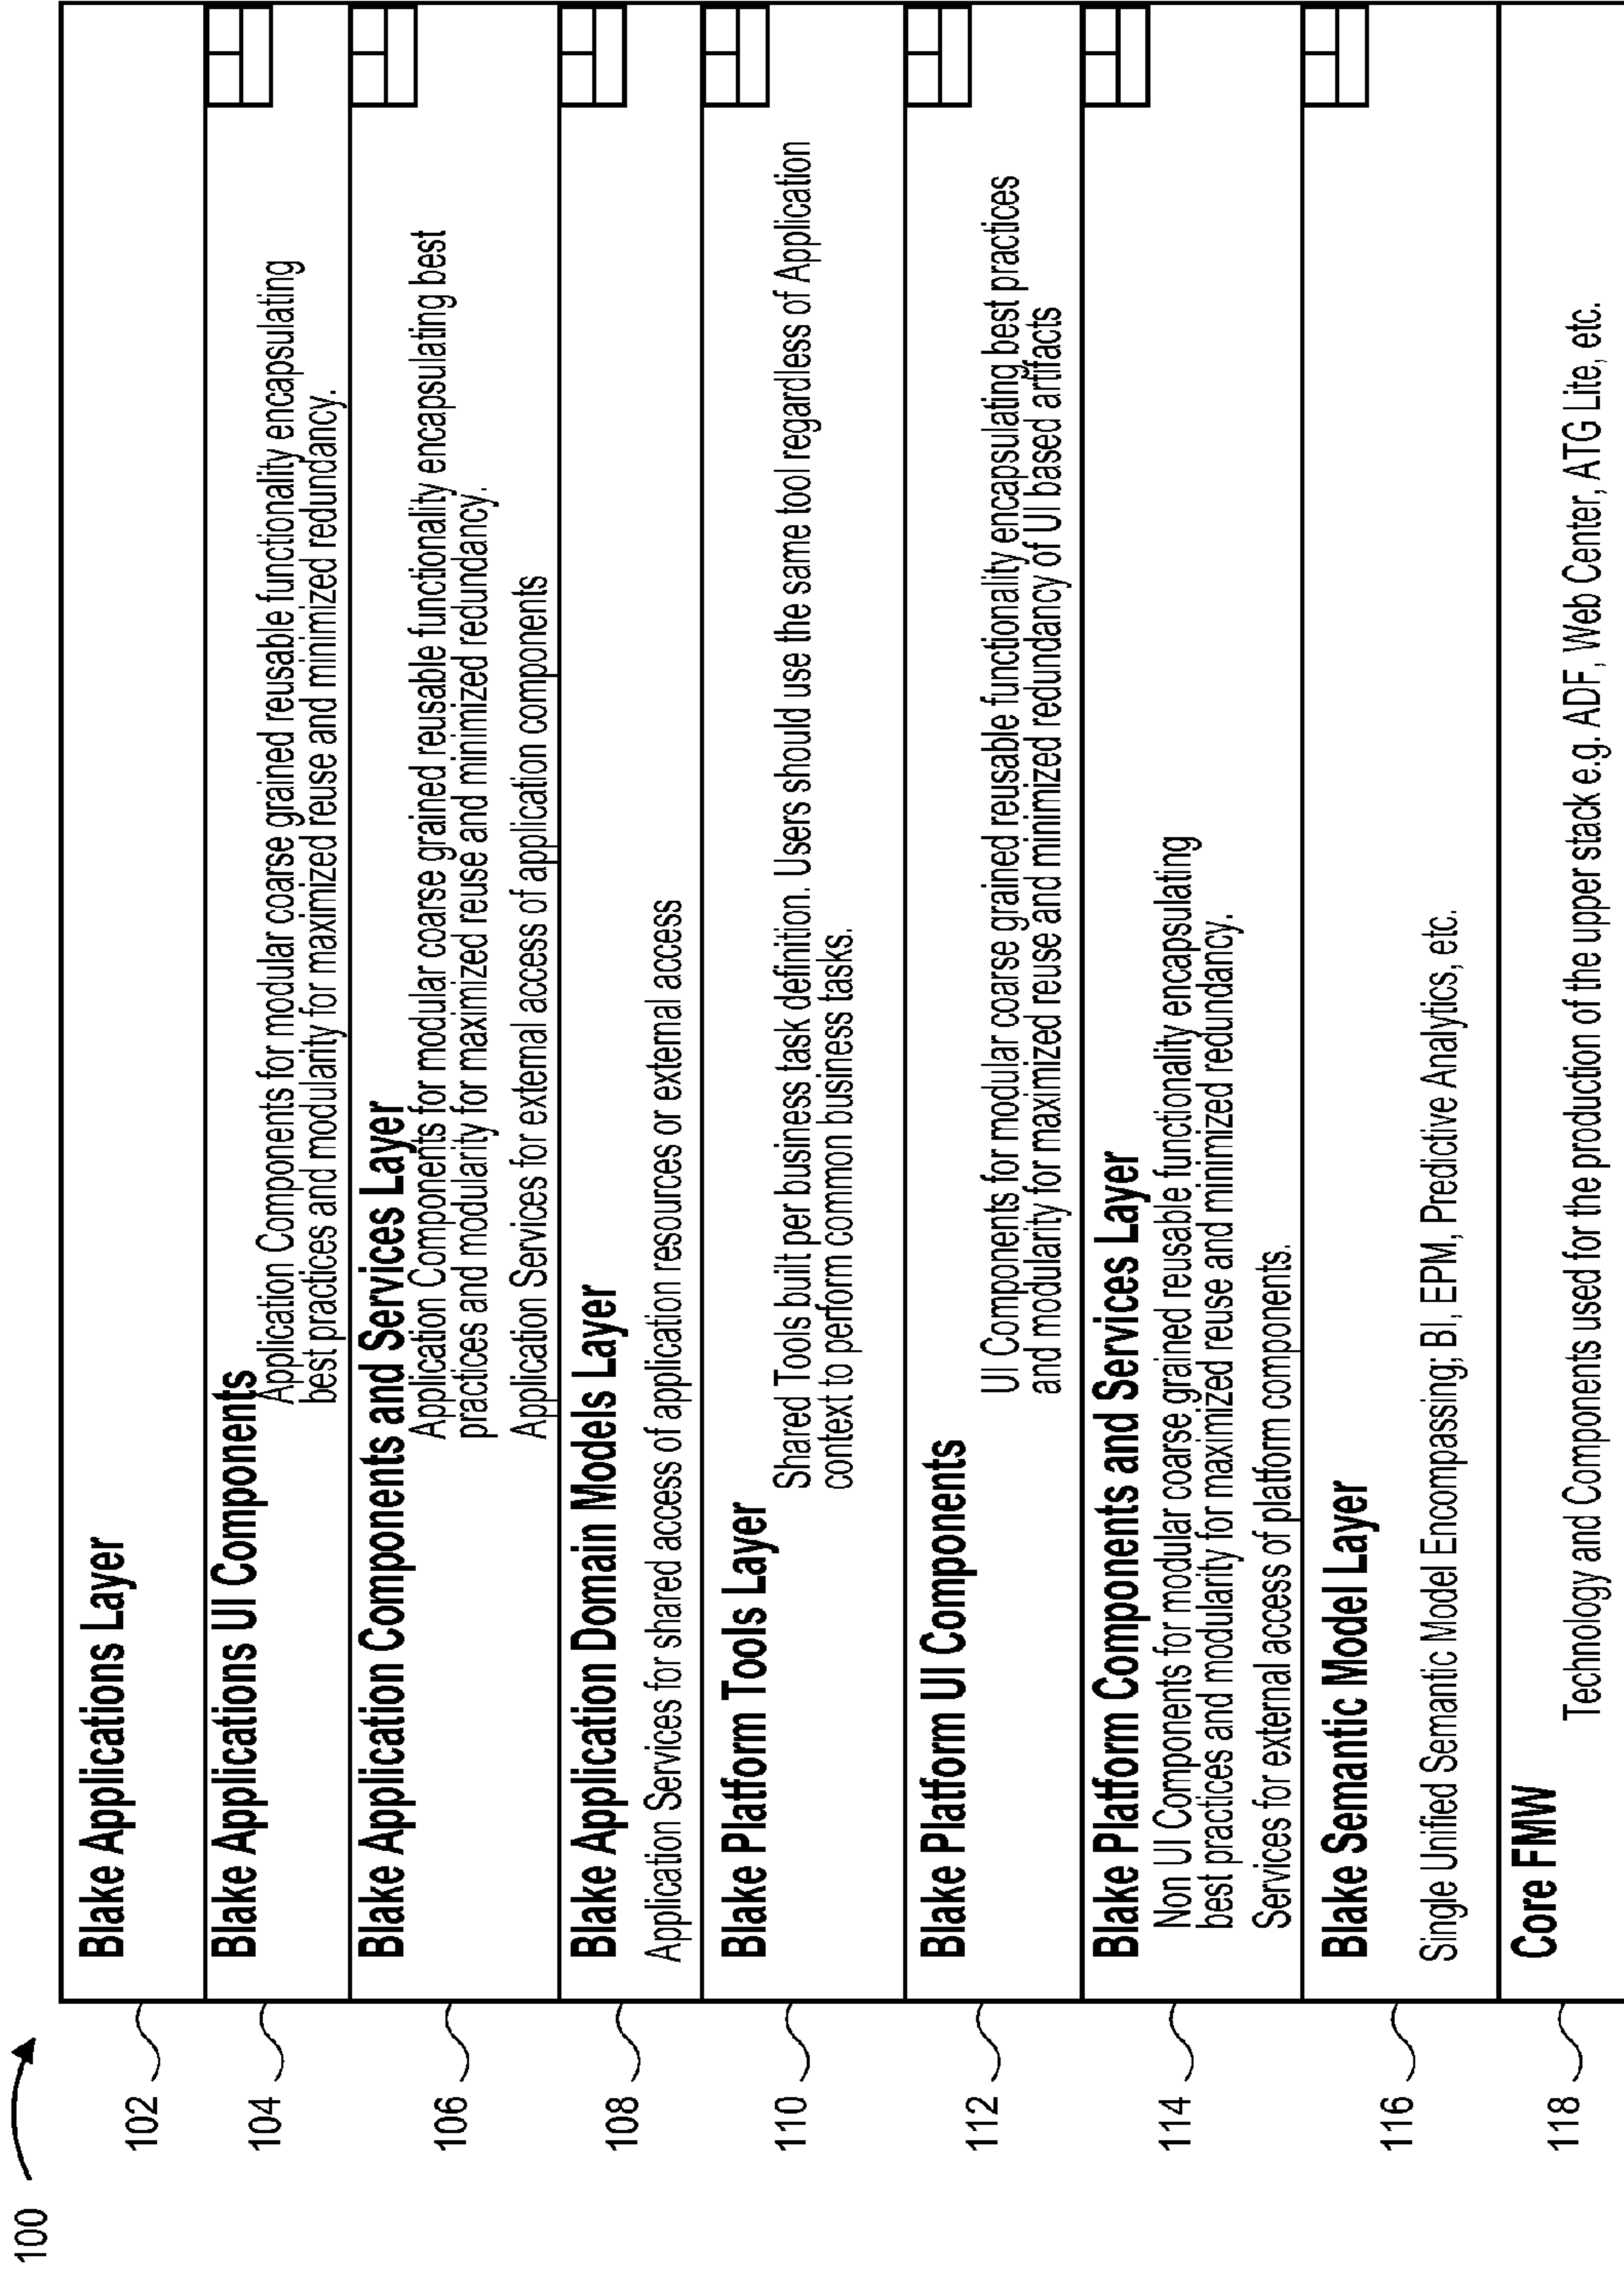 100
102
Blake Applications Layer
104
Blake Applications UI Components
Application Components for modular coarse grained reusable functionality encapsulating
best practices and modularity for maximized reuse and minimized redundancy.
106
Blake Application Components and Services Layer
Application Components for modular coarse grained reusable functionality encapsulating best
practices and modularity for maximized reuse and minimized redundancy.
Application Services for external access of application components
108
Blake Application Domain Models Layer
Application Services for shared access of application resources or external access
110
Blake Platform Tools Layer
Shared Tools built per business task definition. Users should use the same tool regardless of Application
context to perform common business tasks.
112
Blake Platform UI Components
UI Components for modular coarse grained reusable functionality encapsulating best practices
and modularity for maximized reuse and minimized redundancy of UI based artifacts
114
Blake Platform Components and Services Layer
Non UI Components for modular coarse grained reusable functionality encapsulating
best practices and modularity for maximized reuse and minimized redundancy.
Services for external access of platform components.
116
Blake Semantic Model Layer
Single Unified Semantic Model Encompassing; BI, EPM, Predictive Analytics, etc.
118
Core FMW
Technology and Components used for the production of the upper stack e.g. ADF, Web Center, ATG Lite, etc.